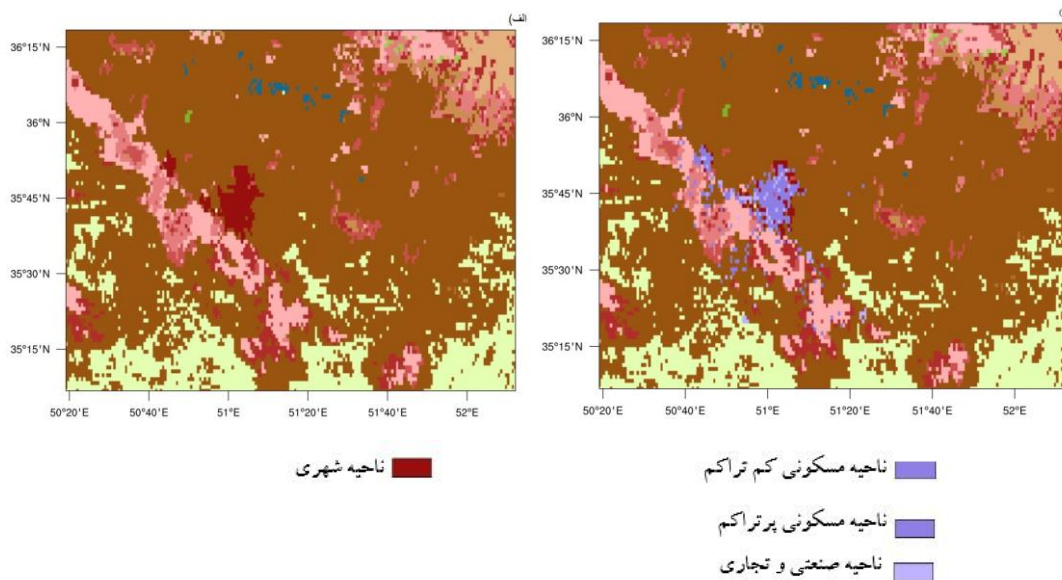 الف)
36°15'N
36°N
35°45'N
35°30'N
35°15'N
50°20'E 50°40'E 51°E 51°20'E 51°40'E 52°E
36°15'N
36°N
35°45'N
35°30'N
35°15'N
50°20'E 50°40'E 51°E 51°20'E 51°40'E 52°E
ناحیه شهری
ناحیه مسکونی کم تراکم
ناحیه مسکونی پرتراکم
ناحیه صنعتی و تجاری